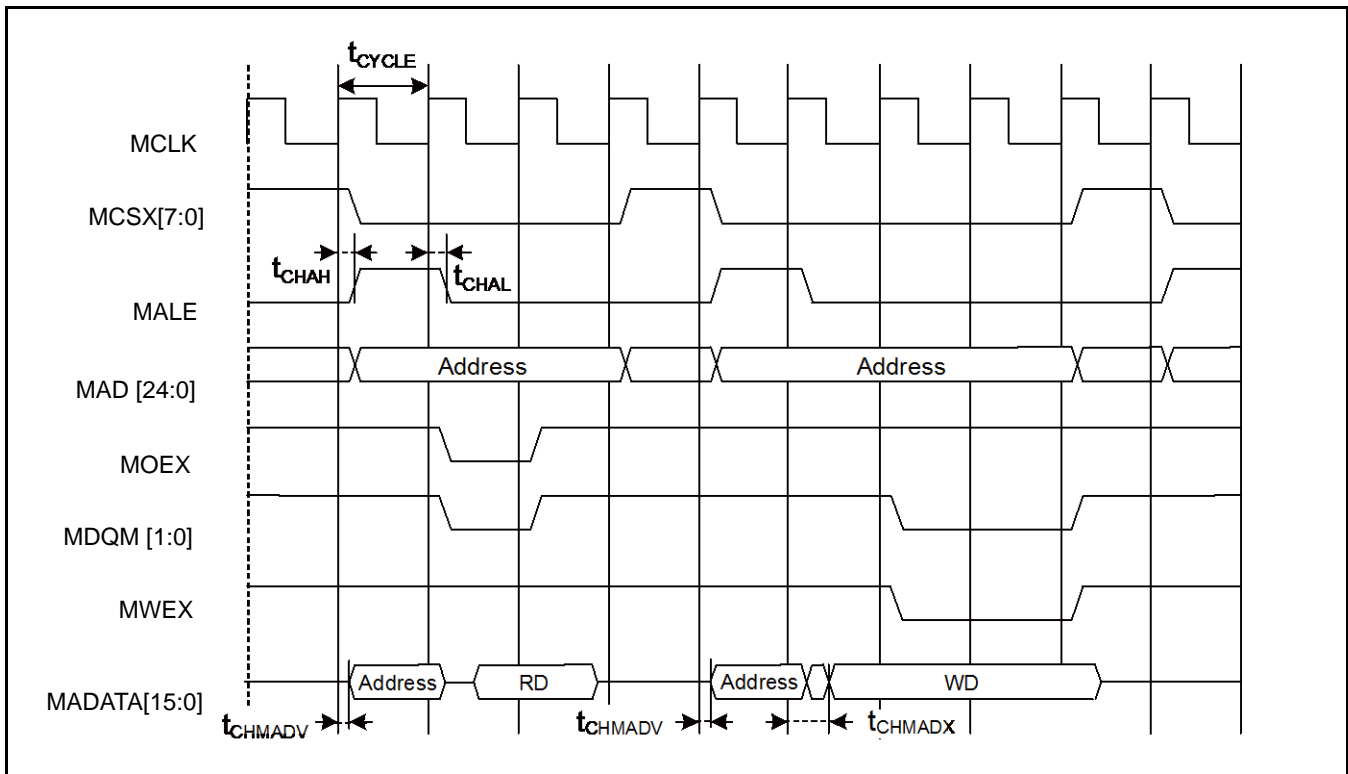 tCYCLE
MCLK
MCSX[7:0]
tCHAH
tCHAL
MALE
Address
Address
MAD [24:0]
MOEX
MDQM [1:0]
MWEX
Address
RD
Address
WD
MADATA[15:0]
tCHMADV
tCHMADV
tCHMADX